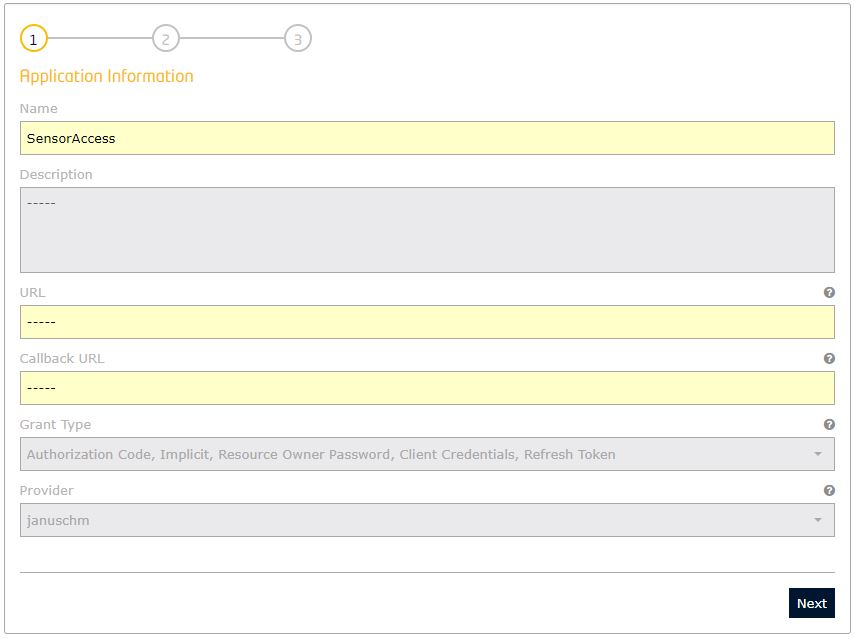 1 2 3
Application Information
Name
SensorAccess
Description
-----
URL ?
-----
Callback URL ?
-----
Grant Type ?
Authorization Code, Implicit, Resource Owner Password, Client Credentials, Refresh Token
Provider ?
januschm
Next